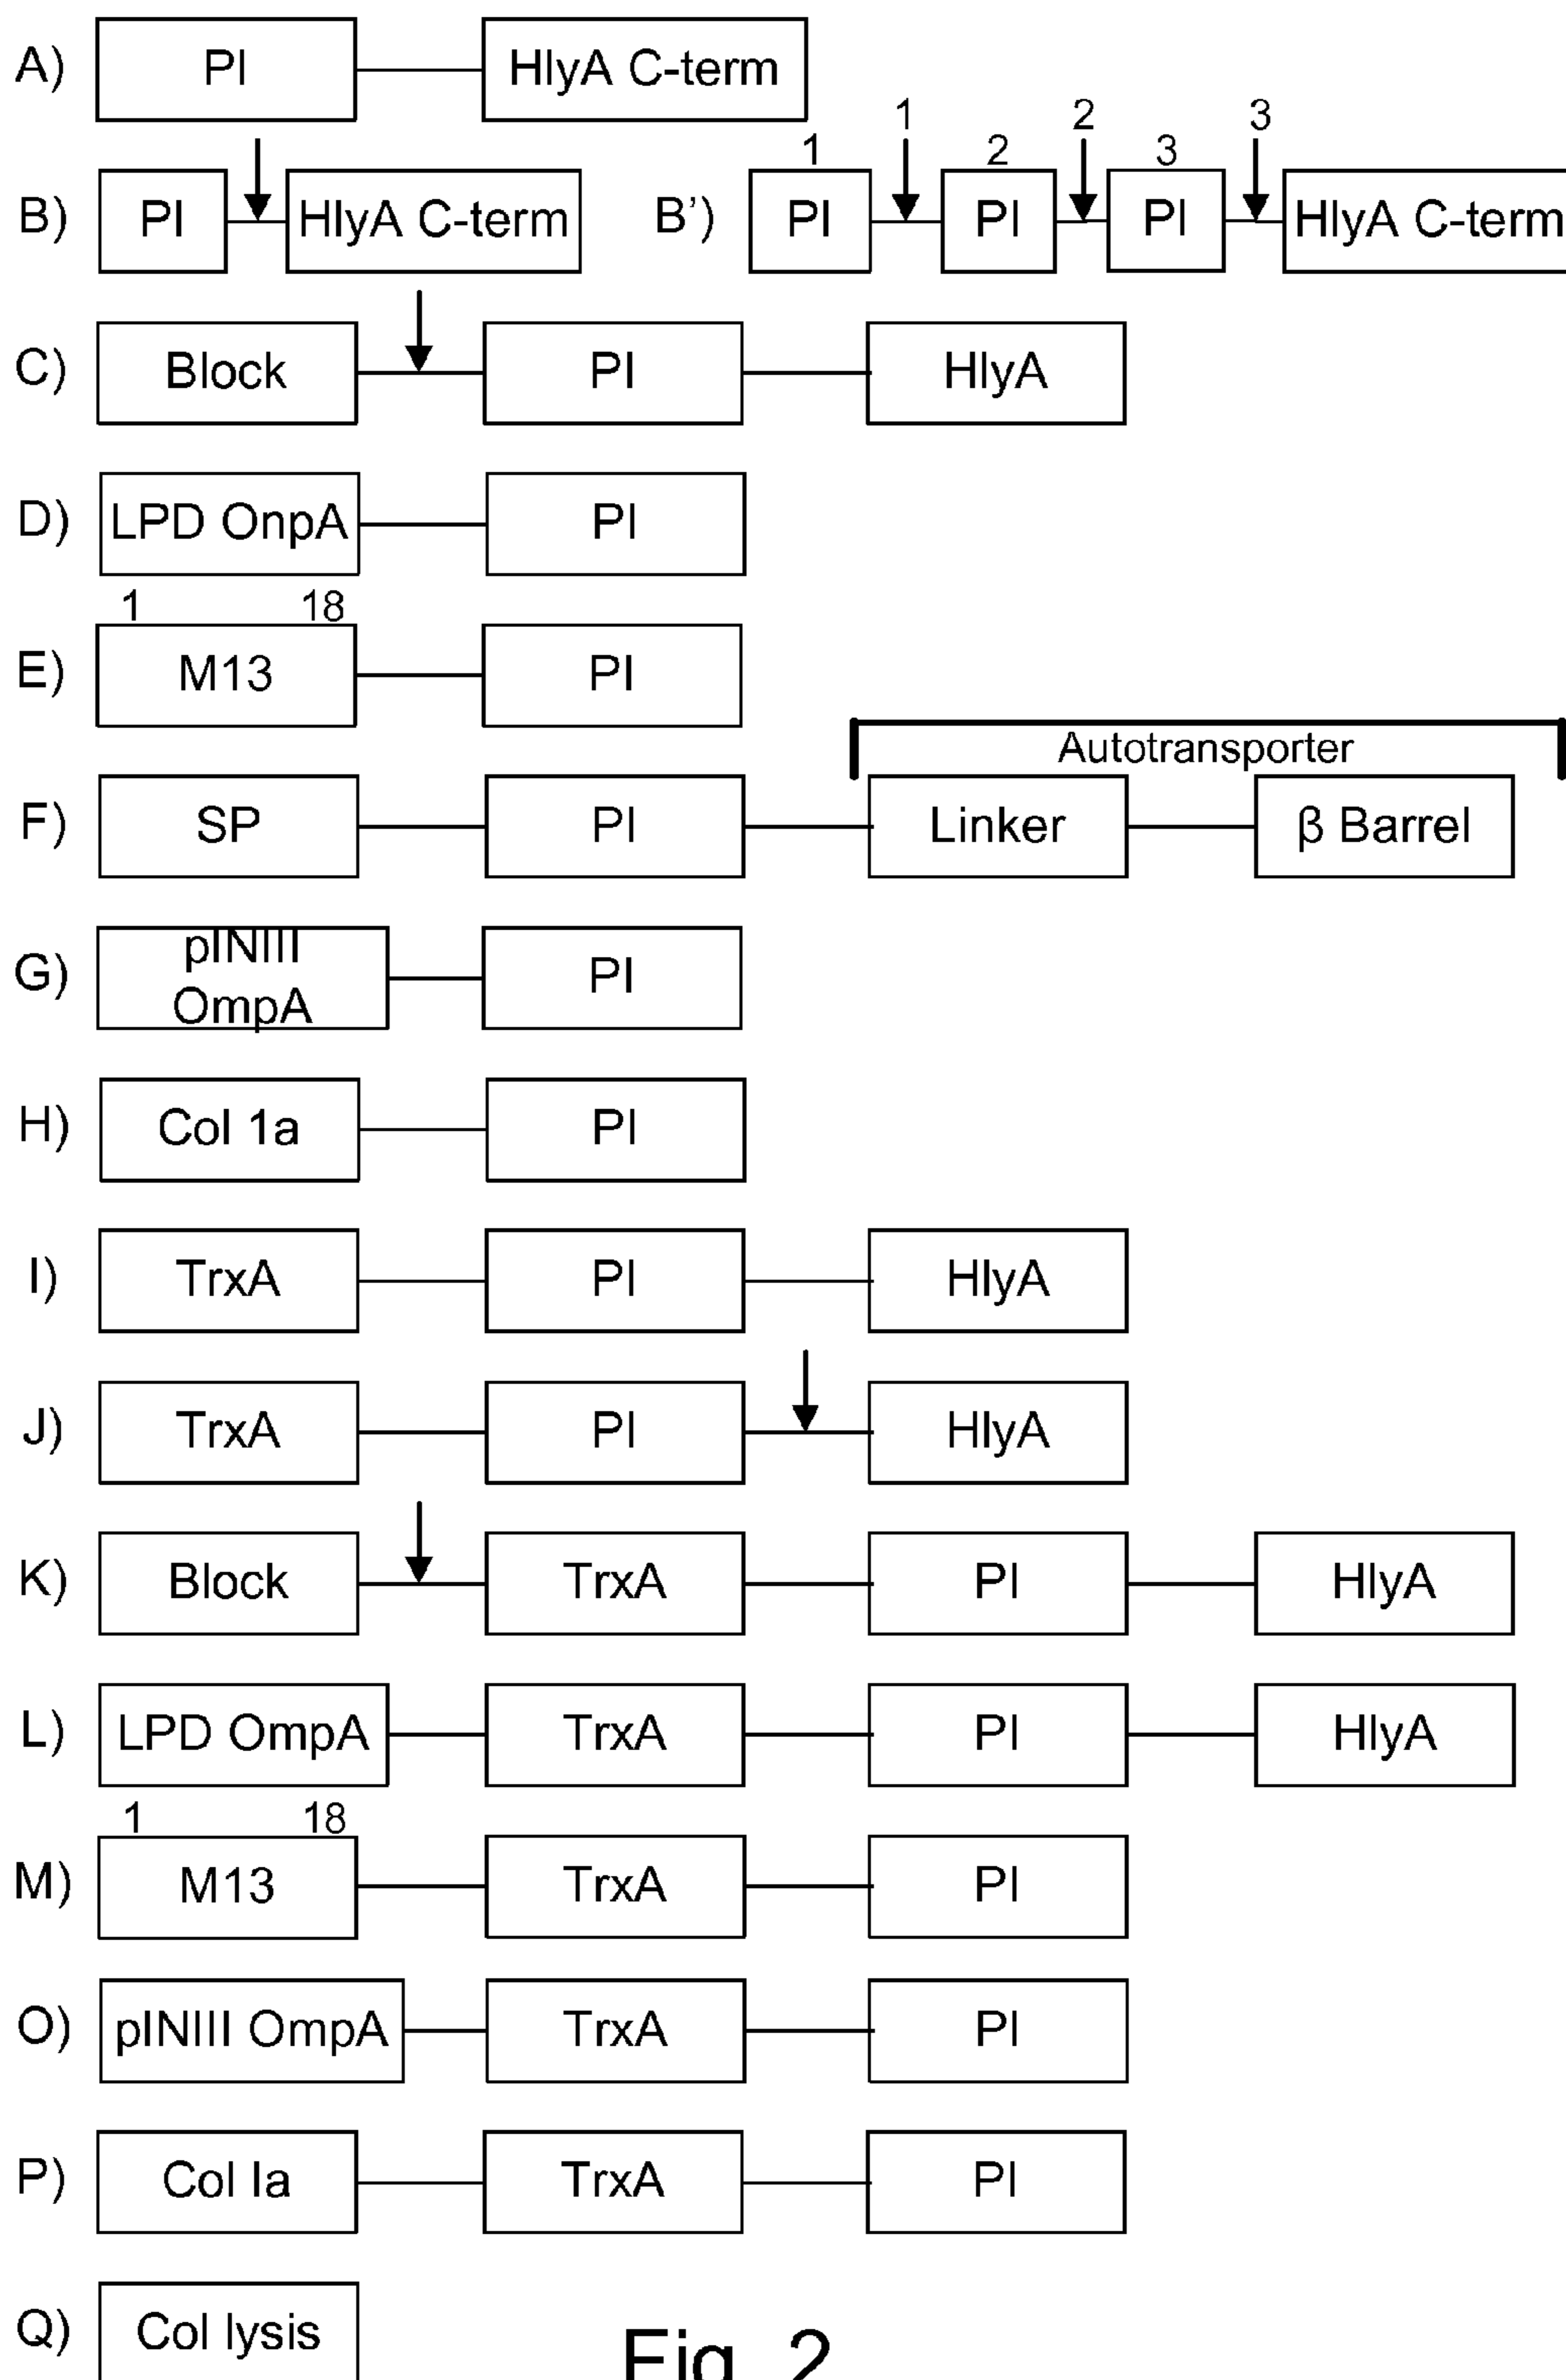 A) PI HlyA C-term
1 1 2 2 3 3
B) PI HlyA C-term B’) PI PI PI HlyA C-term
C) Block PI HlyA
D) LPD OnpA PI
1 18
E) M13 PI
Autotransporter
F) SP PI Linker β Barrel
G) pINIII OmpA PI
H) Col 1a PI
I) TrxA PI HlyA
J) TrxA PI HlyA
K) Block TrxA PI HlyA
L) LPD OmpA TrxA PI HlyA
1 18
M) M13 TrxA PI
O) pINIII OmpA TrxA PI
P) Col Ia TrxA PI
Q) Col lysis
Fig. 2